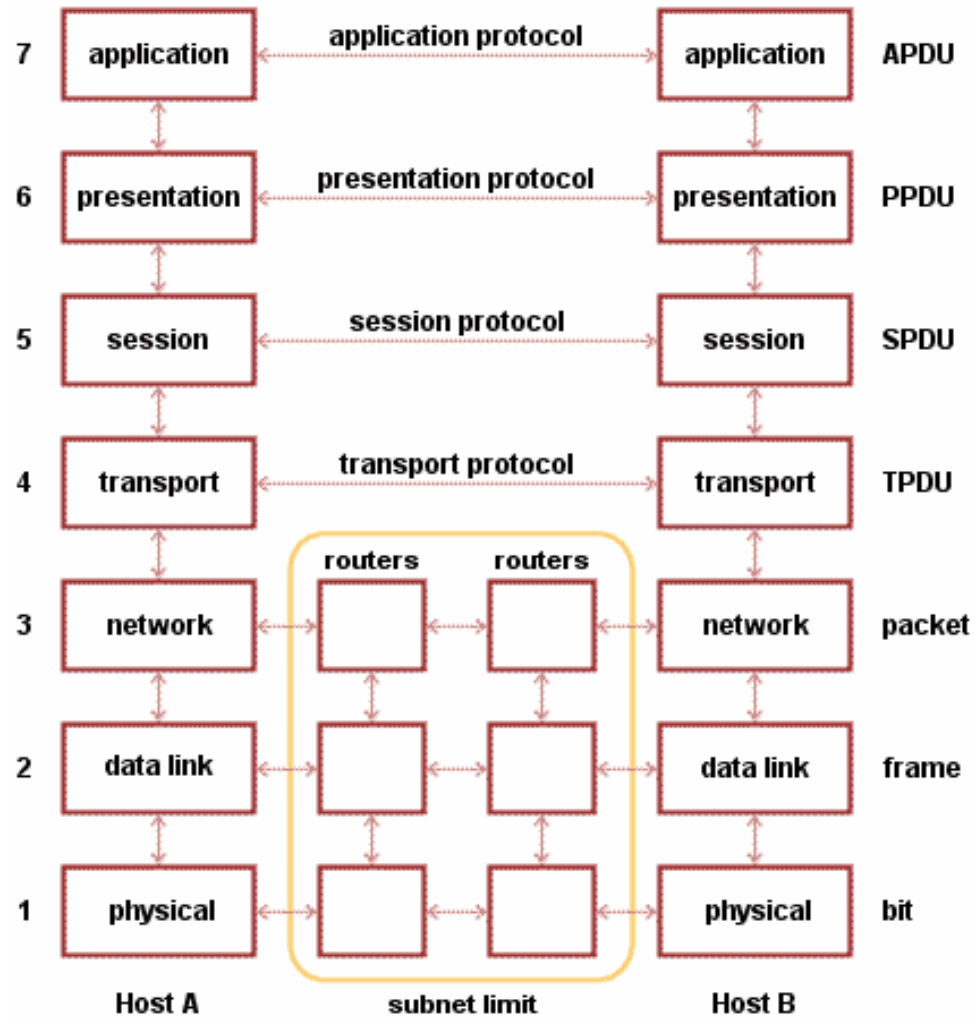 application protocol
7 application application APDU
presentation protocol
6 presentation presentation PPDU
session protocol
5 session session SPDU
transport protocol
4 transport transport TPDU
routers routers
3 network network packet
2 data link data link frame
1 physical physical bit
Host A subnet limit Host B